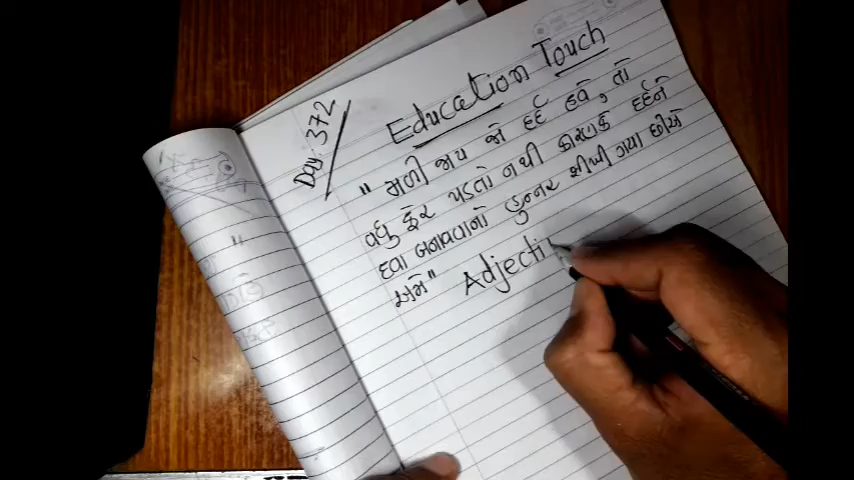 Day 372
Education Touch
"મળી જાય જો દર્દ હવે, તો
વધુ ફેર પડતો નથી કારણકે દર્દને
દવા બનાવવાનો હુન્નર શીખી ગયા છીએ
અમે"
Adjecti